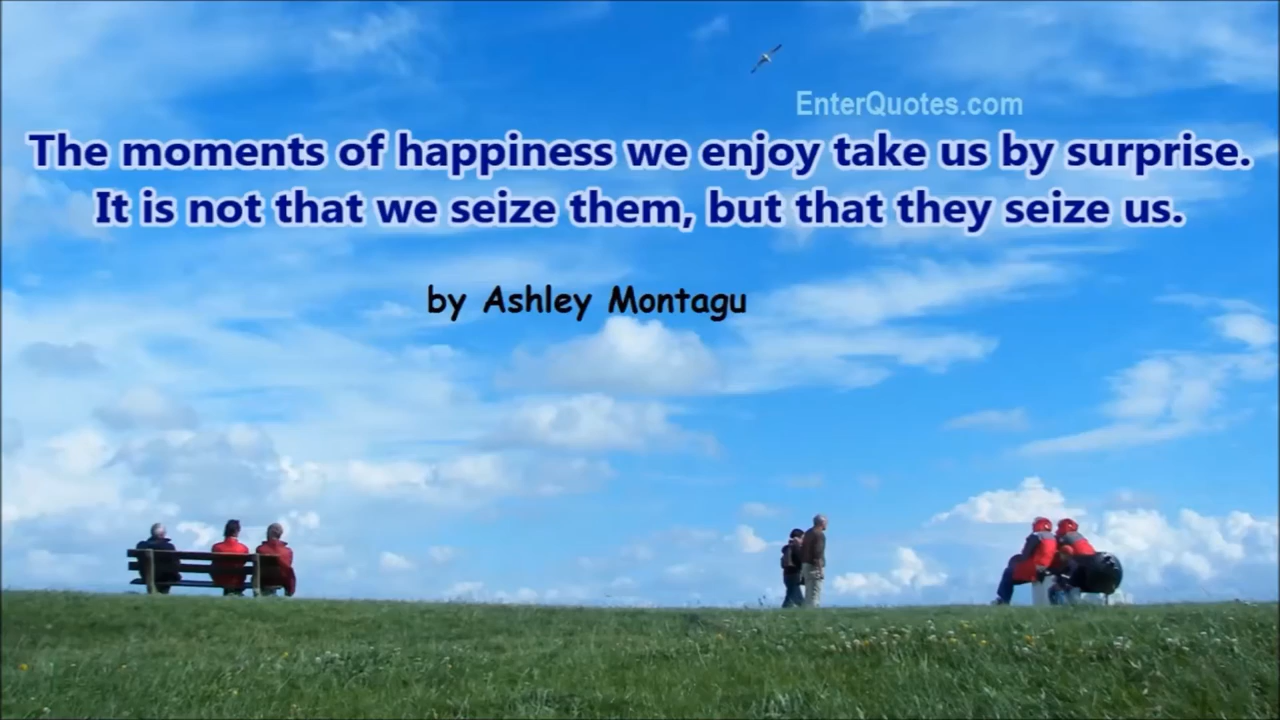 EnterQuotes.com
The moments of happiness we enjoy take us by surprise.
It is not that we seize them, but that they seize us.
by Ashley Montagu